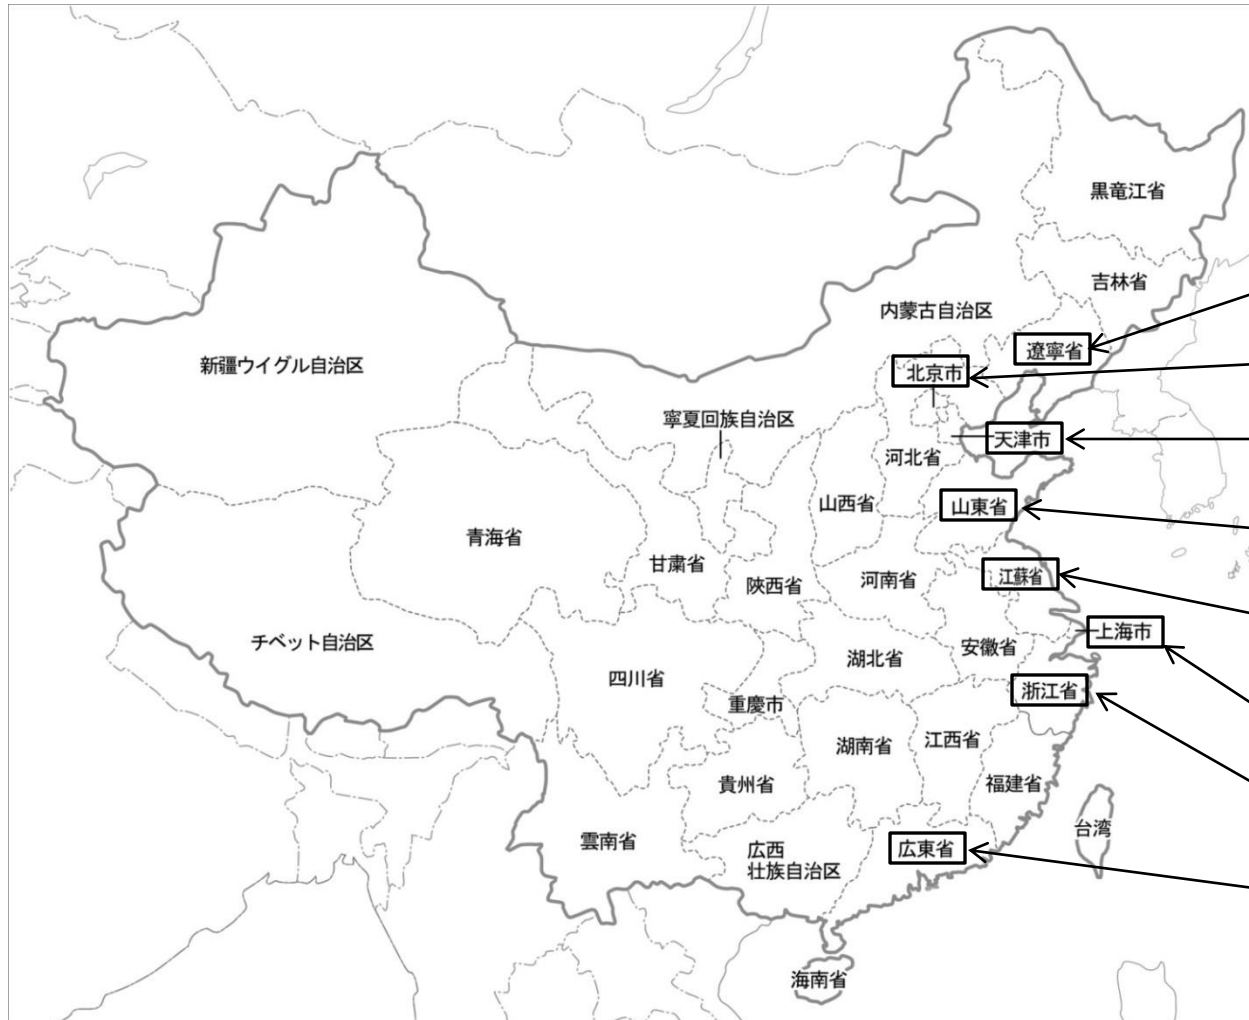 黒竜江省
吉林省
内蒙古自治区
遼寧省
新疆ウイグル自治区
北京市
寧夏回族自治区
天津市
河北省
山西省
山東省
青海省
甘粛省
河南省
江蘇省
陝西省
チベット自治区
上海市
安徽省
湖北省
四川省
浙江省
重慶市
江西省
湖南省
福建省
貴州省
台湾
雲南省
広東省
広西
壮族自治区
海南省